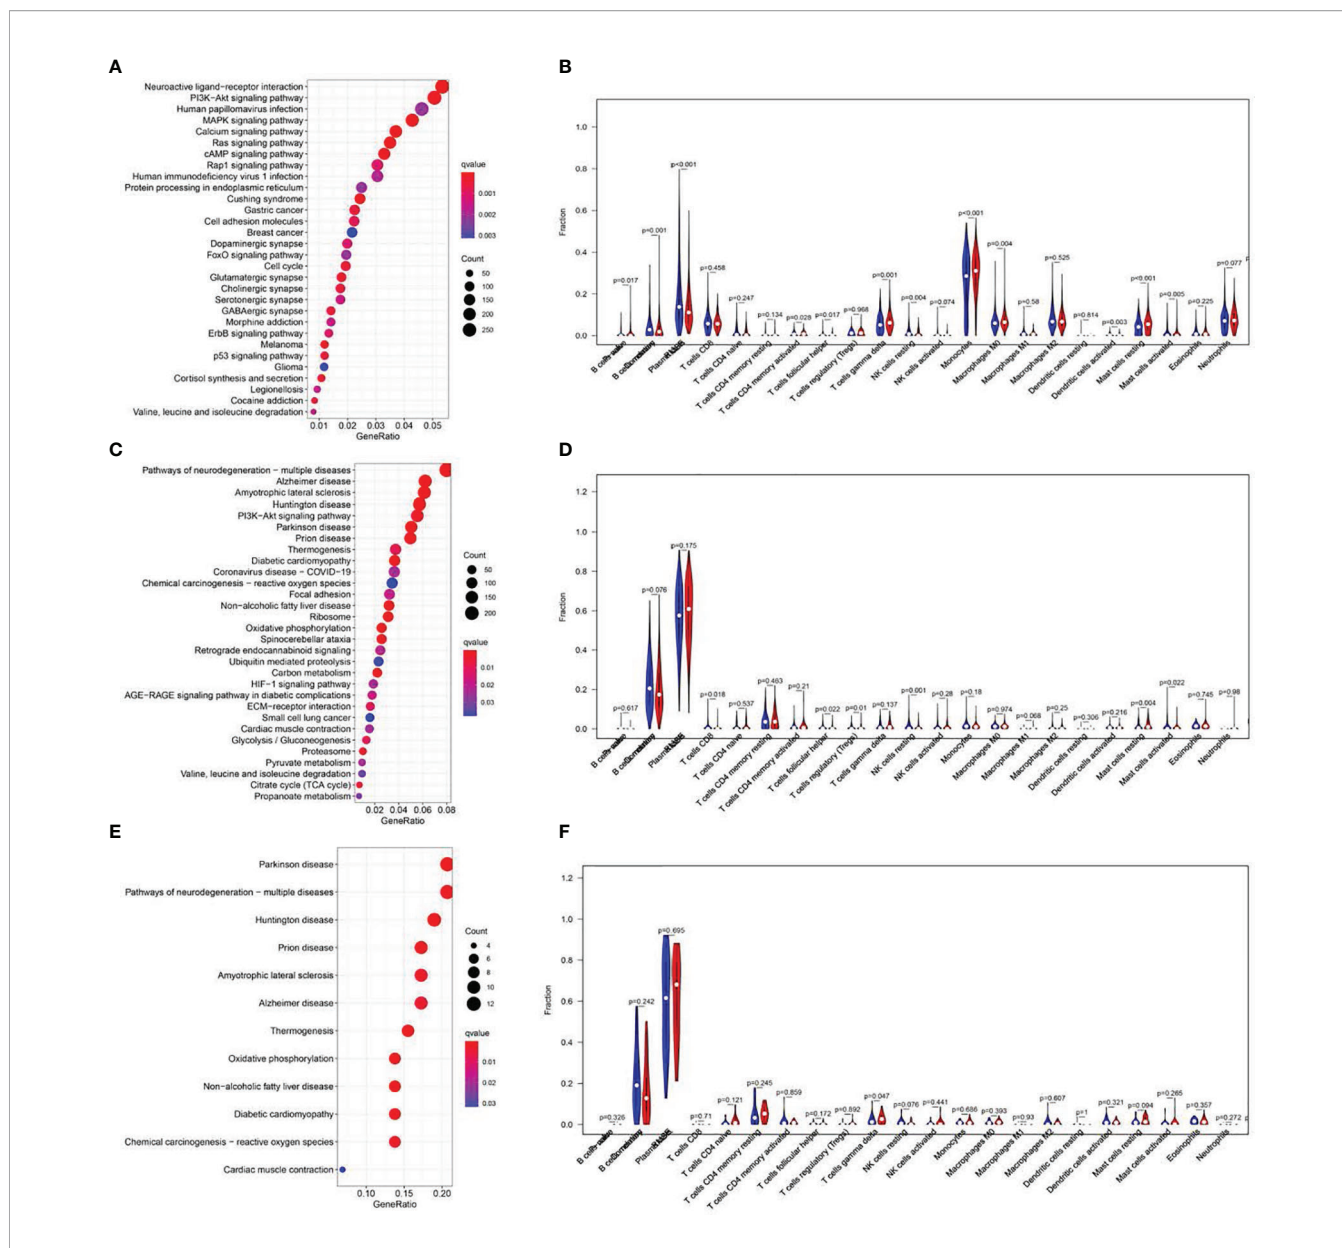 A
Neuroactive ligand−receptor interaction
PI3K−Akt signaling pathway
Human papillomavirus infection
MAPK signaling pathway
Calcium signaling pathway
Ras signaling pathway
cAMP signaling pathway
Rap1 signaling pathway
Human immunodeficiency virus 1 infection
Protein processing in endoplasmic reticulum
Cushing syndrome
Gastric cancer
Cell adhesion molecules
Breast cancer
Dopaminergic synapse
FoxO signaling pathway
Cell cycle
Glutamatergic synapse
Cholinergic synapse
Serotonergic synapse
GABAergic synapse
Morphine addiction
ErbB signaling pathway
Melanoma
p53 signaling pathway
Glioma
Cortisol synthesis and secretion
Legionellosis
Cocaine addiction
Valine, leucine and isoleucine degradation
0.01 0.02 0.03 0.04 0.05
GeneRatio
qvalue
0.001
0.002
0.003
Count
50
100
150
200
250
B
Fraction
1.0
0.8
0.6
0.4
0.2
0.0
p=0.017
p=0.001
p<0.001
p=0.458
p=0.247
p=0.134
p=0.029
p=0.017
p=0.968
p=0.001
p=0.004
p=0.074
p<0.001
p=0.004
p=0.58
p=0.525
p=0.814
p=0.003
p=0.001
p=0.005
p=0.225
p=0.077
T cells CD8
T cells CD4 naive
T cells CD4 memory resting
T cells CD4 memory activated
T cells follicular helper
T cells regulatory (Tregs)
T cells gamma delta
NK cells resting
NK cells activated
Monocytes
Macrophages M0
Macrophages M1
Macrophages M2
Dendritic cells resting
Dendritic cells activated
Mast cells resting
Mast cells activated
Eosinophils
Neutrophils
C
Pathways of neurodegeneration − multiple diseases
Alzheimer disease
Amyotrophic lateral sclerosis
Huntington disease
PI3K−Akt signaling pathway
Parkinson disease
Prion disease
Thermogenesis
Diabetic cardiomyopathy
Coronavirus disease − COVID−19
Chemical carcinogenesis − reactive oxygen species
Focal adhesion
Non−alcoholic fatty liver disease
Ribosome
Oxidative phosphorylation
Spinocerebellar ataxia
Retrograde endocannabinoid signaling
Ubiquitin mediated proteolysis
Carbon metabolism
HIF−1 signaling pathway
AGE−RAGE signaling pathway in diabetic complications
ECM−receptor interaction
Small cell lung cancer
Cardiac muscle contraction
Glycolysis / Gluconeogenesis
Proteasome
Pyruvate metabolism
Valine, leucine and isoleucine degradation
Citrate cycle (TCA cycle)
Propanoate metabolism
0.02 0.04 0.06 0.08
GeneRatio
Count
50
100
150
200
qvalue
0.01
0.02
0.03
D
Fraction
1.2
1.0
0.8
0.6
0.4
0.2
0.0
p=0.617
p=0.076
p=0.175
p=0.018
p=0.537
p=0.463
p=0.21
p=0.022
p=0.01
p=0.137
p=0.001
p=0.28
p=0.18
p=0.974
p=0.068
p=0.25
p=0.306
p=0.216
p=0.004
p=0.022
p=0.745
p=0.98
T cells CD8
T cells CD4 naive
T cells CD4 memory resting
T cells CD4 memory activated
T cells follicular helper
T cells regulatory (Tregs)
T cells gamma delta
NK cells resting
NK cells activated
Monocytes
Macrophages M0
Macrophages M1
Macrophages M2
Dendritic cells resting
Dendritic cells activated
Mast cells resting
Mast cells activated
Eosinophils
Neutrophils
E
Parkinson disease
Pathways of neurodegeneration − multiple diseases
Huntington disease
Prion disease
Amyotrophic lateral sclerosis
Alzheimer disease
Thermogenesis
Oxidative phosphorylation
Non−alcoholic fatty liver disease
Diabetic cardiomyopathy
Chemical carcinogenesis − reactive oxygen species
Cardiac muscle contraction
0.10 0.15 0.20
GeneRatio
Count
4
6
8
10
12
qvalue
0.01
0.02
0.03
F
Fraction
1.2
1.0
0.8
0.6
0.4
0.2
0.0
p=0.326
p=0.242
p=0.695
p=0.71
p=0.121
p=0.245
p=0.859
p=0.172
p=0.892
p=0.047
p=0.076
p=0.441
p=0.686
p=0.393
p=0.93
p=0.607
p=1
p=0.321
p=0.094
p=0.265
p=0.357
p=0.272
T cells CD8
T cells CD4 naive
T cells CD4 memory resting
T cells CD4 memory activated
T cells follicular helper
T cells regulatory (Tregs)
T cells gamma delta
NK cells resting
NK cells activated
Monocytes
Macrophages M0
Macrophages M1
Macrophages M2
Dendritic cells resting
Dendritic cells activated
Mast cells resting
Mast cells activated
Eosinophils
Neutrophils